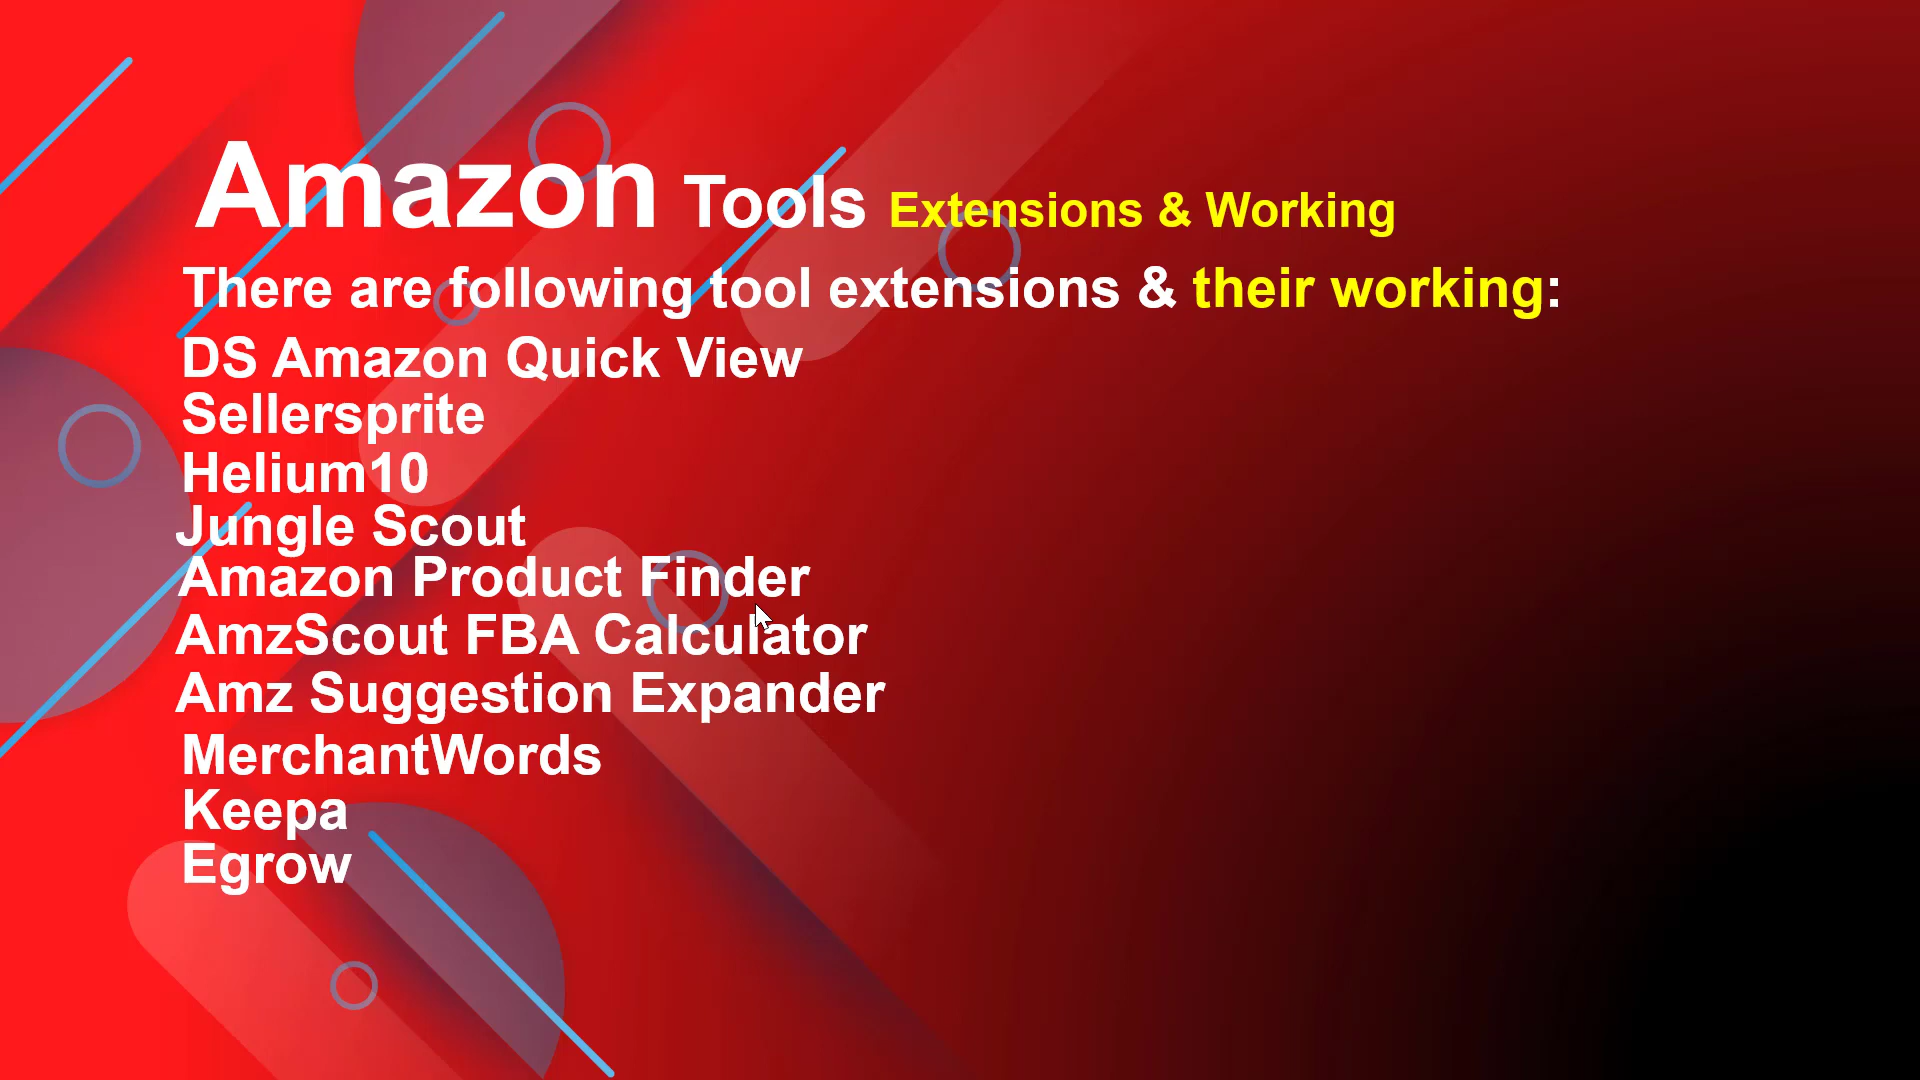 Amazon Tools Extensions & Working
There are following tool extensions & their working:
DS Amazon Quick View
Sellersprite
Helium10
Jungle Scout
Amazon Product Finder
AmzScout FBA Calculator
Amz Suggestion Expander
MerchantWords
Keepa
Egrow